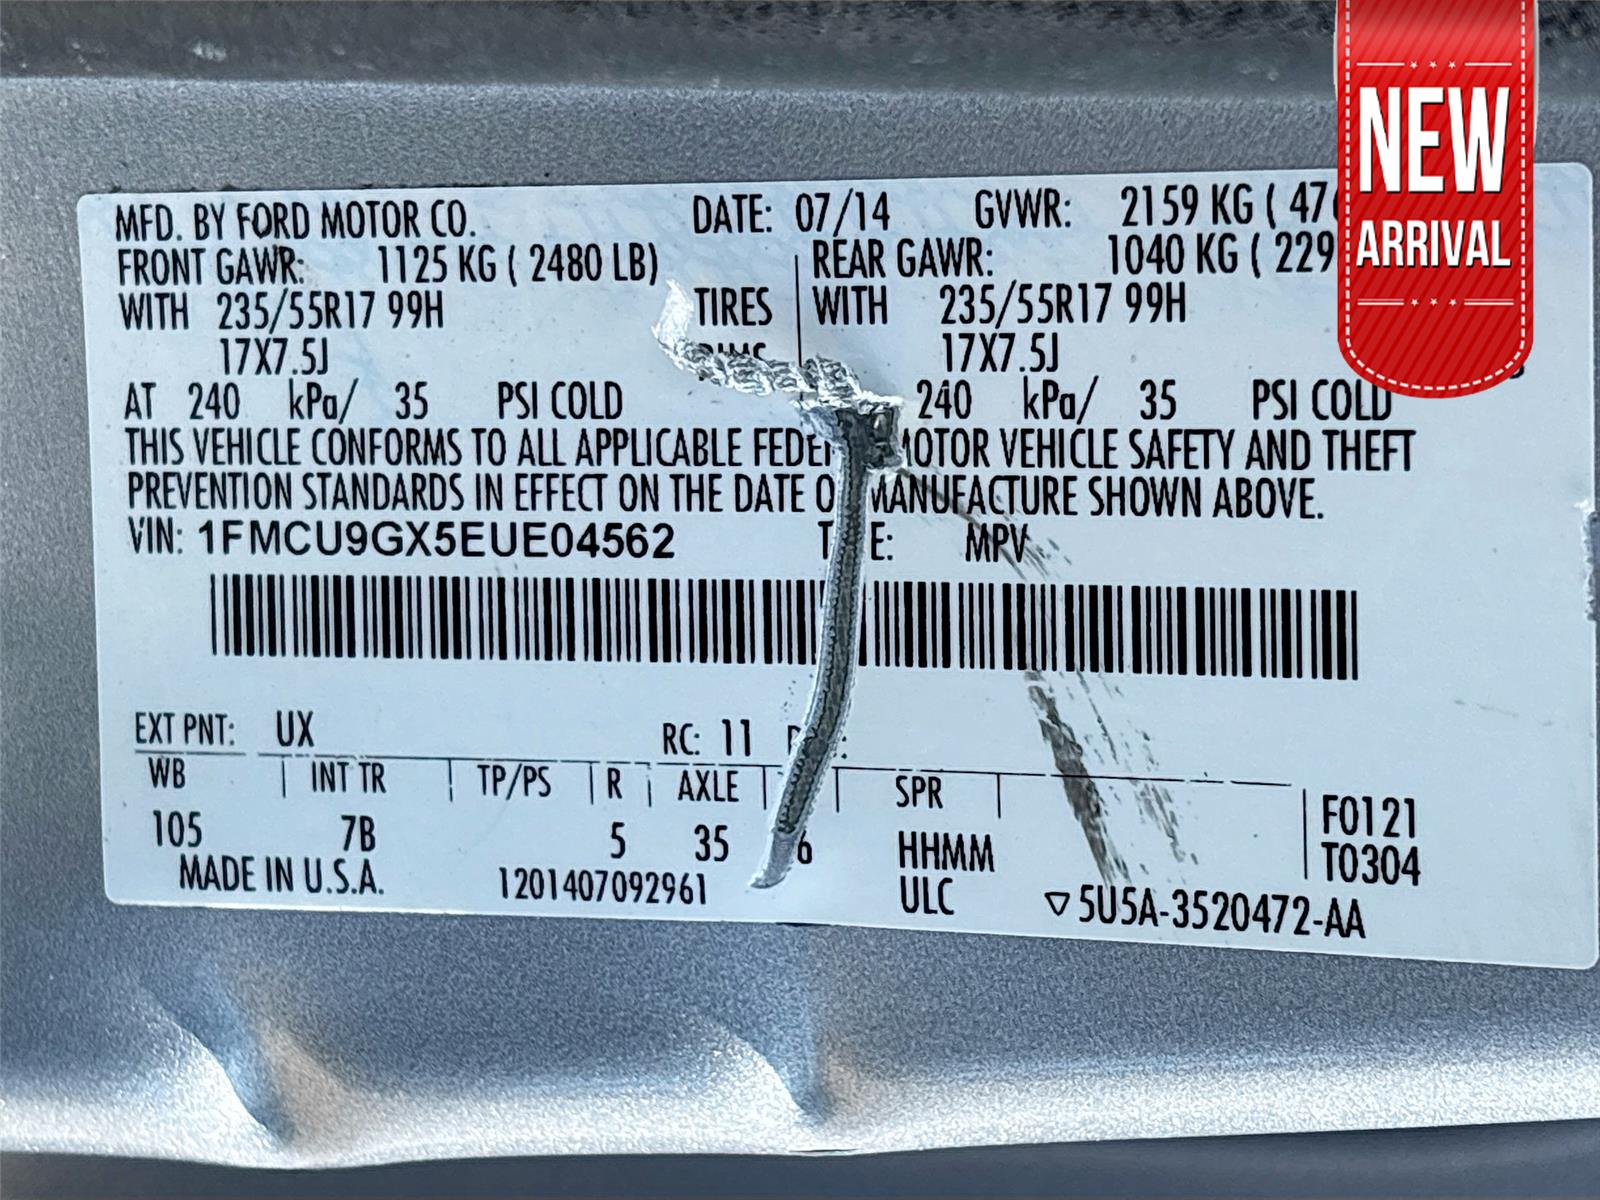 NEW
ARRIVAL
MFD. BY FORD MOTOR CO. DATE: 07/14 GVWR: 2159 KG (
FRONT GAWR: 1125 KG ( 2480 LB) REAR GAWR: 1040 KG (
WITH 235/55R17 99H TIRES WITH 235/55R17 99H
17X7.5J 17X7.5J
AT 240 kPa/ 35 PSI COLD 240 kPa/ 35 PSI COLD
THIS VEHICLE CONFORMS TO ALL APPLICABLE MOTOR VEHICLE SAFETY AND THEFT
PREVENTION STANDARDS IN EFFECT ON THE DATE MANUFACTURE SHOWN ABOVE.
VIN: 1FMCU9GX5EUE04562 MPV
EXT PNT: UX RC: 11
WB INT TR TP/PS R AXLE SPR
105 7B 5 35 6 HHMM F0121
ULC T0304
MADE IN U.S.A. 1201407092961 ▽5U5A-3520472-AA